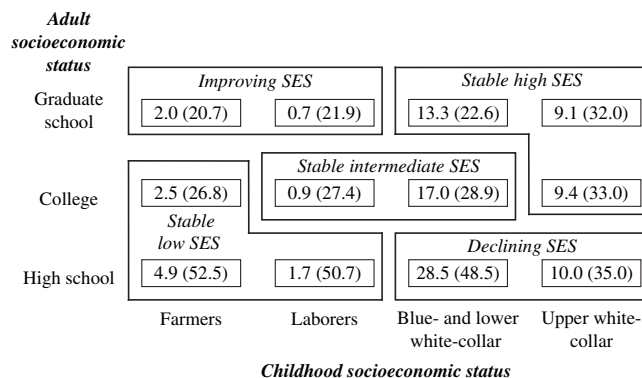 Adult
socioeconomic
status
Improving SES
Stable high SES
Graduate
school
2.0 (20.7)
0.7 (21.9)
13.3 (22.6)
9.1 (32.0)
Stable intermediate SES
College
2.5 (26.8)
0.9 (27.4)
17.0 (28.9)
9.4 (33.0)
Stable
low SES
Declining SES
High school
4.9 (52.5)
1.7 (50.7)
28.5 (48.5)
10.0 (35.0)
Farmers
Laborers
Blue- and lower
white-collar
Upper white-
collar
Childhood socioeconomic status